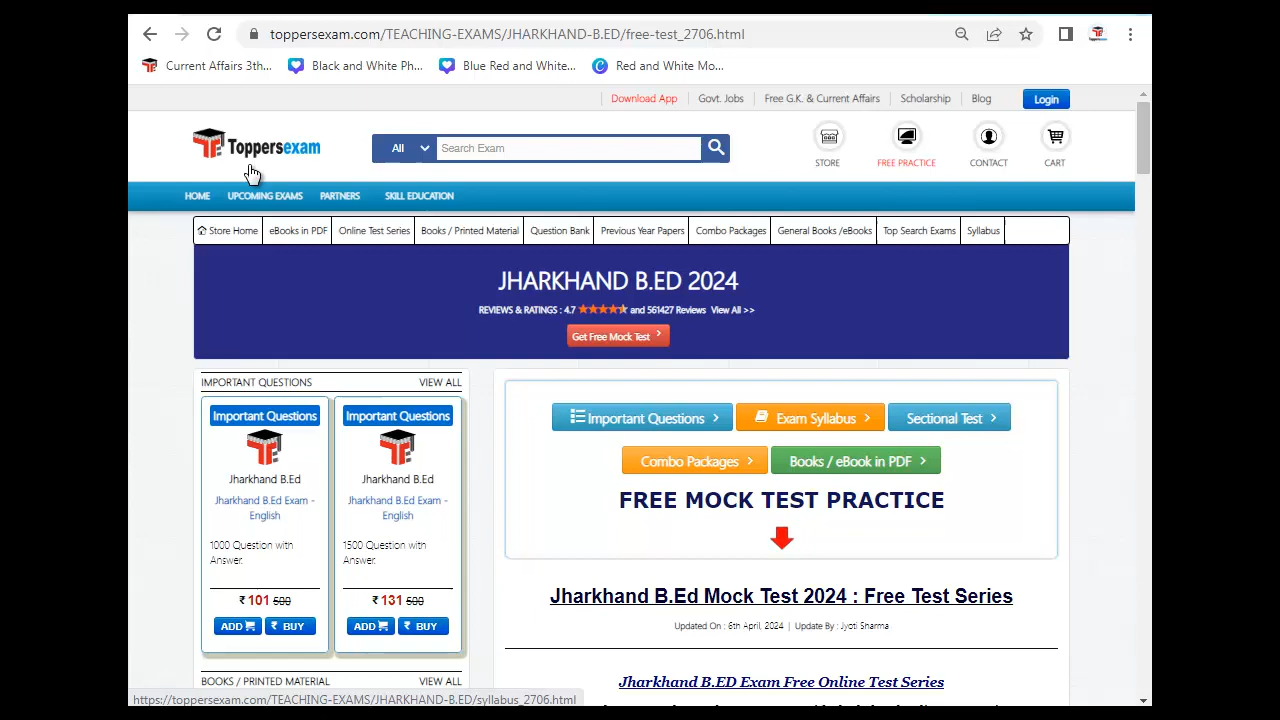 toppersexam.com/TEACHING-EXAMS/JHARKHAND-B.ED/free-test_2706.html
Current Affairs 3th... Black and White Ph... Blue Red and White... Red and White Mo...
Download App Govt. Jobs Free G.K. & Current Affairs Scholarship Blog Login
Toppersexam All Search Exam
STORE FREE PRACTICE CONTACT CART
HOME UPCOMING EXAMS PARTNERS SKILL EDUCATION
Store Home eBooks in PDF Online Test Series Books / Printed Material Question Bank Previous Year Papers Combo Packages General Books /eBooks Top Search Exams Syllabus
JHARKHAND B.ED 2024
REVIEWS & RATINGS : 4.7 and 561427 Reviews View All >>
Get Free Mock Test
IMPORTANT QUESTIONS VIEW ALL
Important Questions
Jharkhand B.Ed
Jharkhand B.Ed Exam -
English
1000 Question with
Answer.
₹ 101 500
ADD ₹ BUY
Important Questions
Jharkhand B.Ed
Jharkhand B.Ed Exam -
English
1500 Question with
Answer.
₹ 131 500
ADD ₹ BUY
BOOKS / PRINTED MATERIAL VIEW ALL
Important Questions Exam Syllabus Sectional Test
Combo Packages Books / eBook in PDF
FREE MOCK TEST PRACTICE
Jharkhand B.Ed Mock Test 2024 : Free Test Series
Updated On : 6th April, 2024 | Update By : Jyoti Sharma
Jharkhand B.ED Exam Free Online Test Series
https://toppersexam.com/TEACHING-EXAMS/JHARKHAND-B.ED/syllabus_2706.html